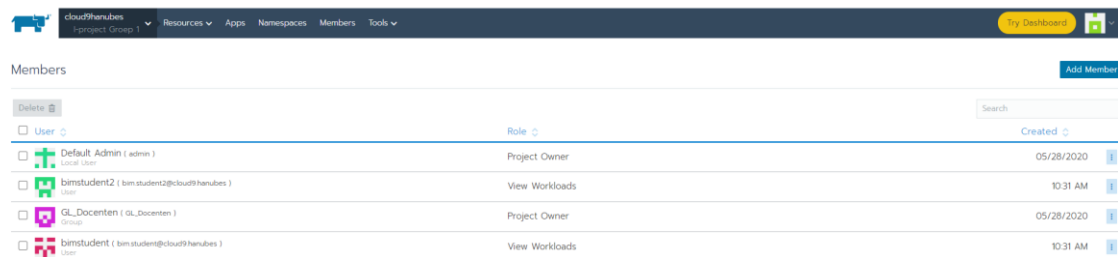 cloud9hanubes
I-project Groep 1
Resources Apps Namespaces Members Tools
Try Dashboard
Members
Add Member
Delete
Search
User Role Created
Default Admin ( admin ) Project Owner 05/28/2020
Local User
bimstudent2 ( bim.student2@cloud9.hanubes ) View Workloads 10:31 AM
User
GL_Docenten ( GL_Docenten ) Project Owner 05/28/2020
Group
bimstudent ( bim.student@cloud9.hanubes ) View Workloads 10:31 AM
User